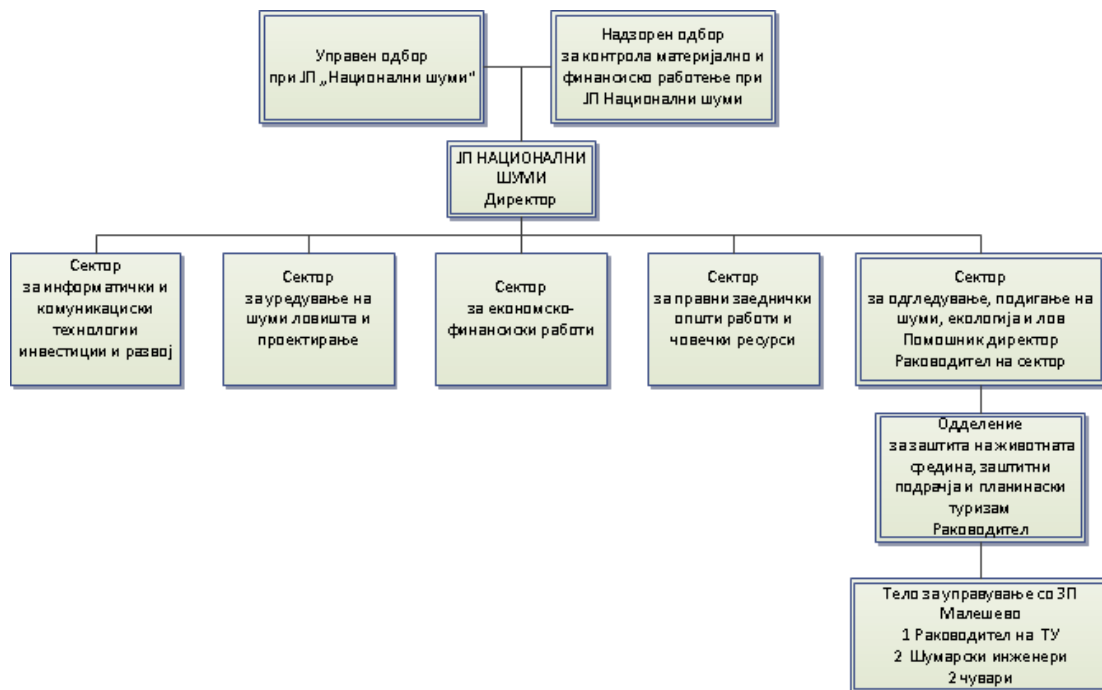 Управен одбор
при ЈП „Национални шуми“
Надзорен одбор
за контрола материјално и
финансиско работење при
ЈП Национални шуми
ЈП НАЦИОНАЛНИ
ШУМИ
Директор
Сектор
за информатички и
комуникациски
технологии
инвестиции и развој
Сектор
за уредување на
шуми ловишта и
проектирање
Сектор
за економско-
финансиски работи
Сектор
за правни заеднички
општи работи и
човечки ресурси
Сектор
за одгледување, подигање на
шуми, екологија и лов
Помошник директор
Раководител на сектор
Одделение
за заштита на животната
средина, заштитни
подрачја и планинаски
туризам
Раководител
Тело за управување со ЗП
Малешево
1 Раководител на ТУ
2 Шумарски инженери
2 чувари